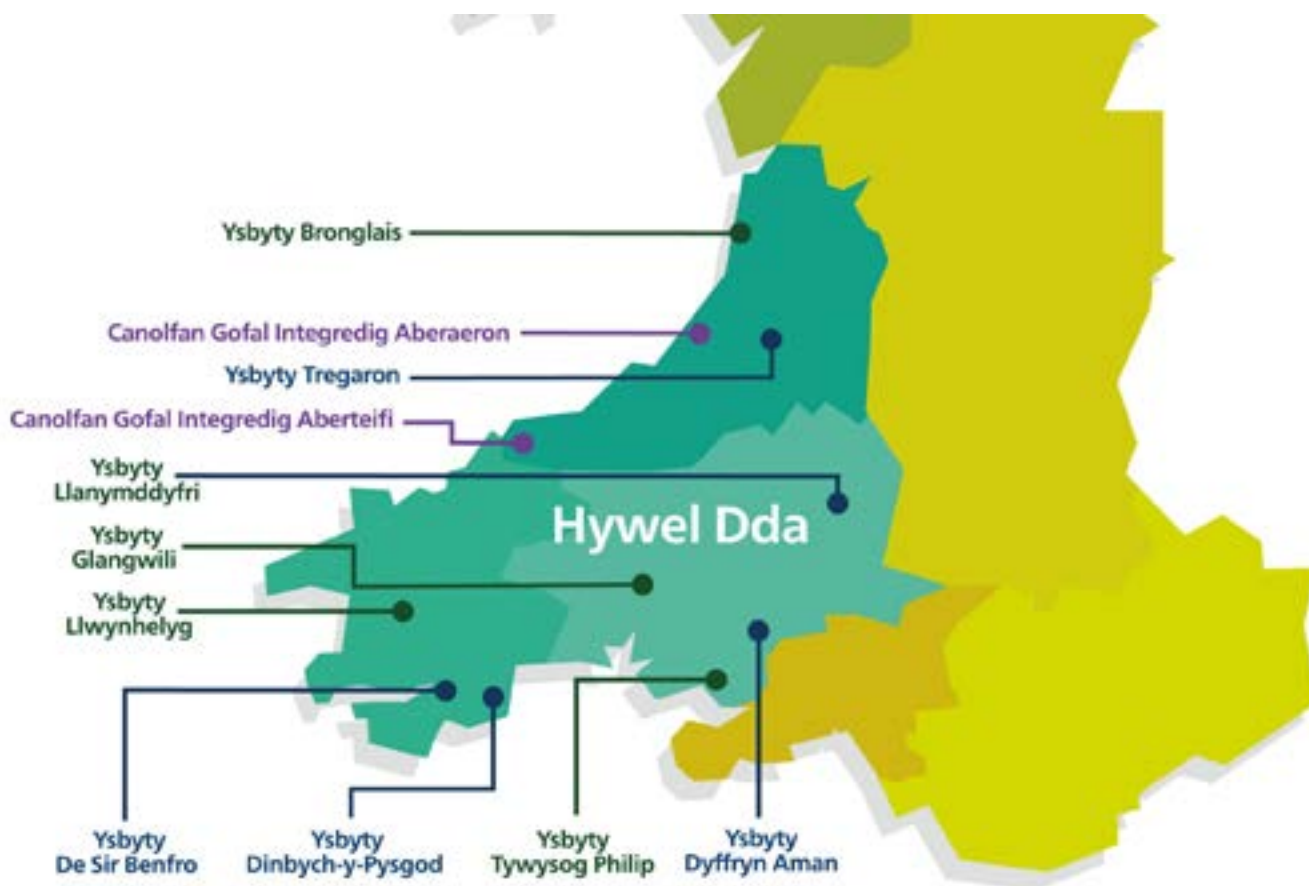 Ysbyty Bronglais
Canolfan Gofal Integredig Aberaeron
Ysbyty Tregaron
Canolfan Gofal Integredig Aberteifi
Ysbyty
Llanymddyfri
Hywel Dda
Ysbyty
Glangwili
Ysbyty
Llwynhelyg
Ysbyty
De Sir Benfro
Ysbyty
Dinbych-y-Pysgod
Ysbyty
Tywysog Philip
Ysbyty
Dyffryn Aman